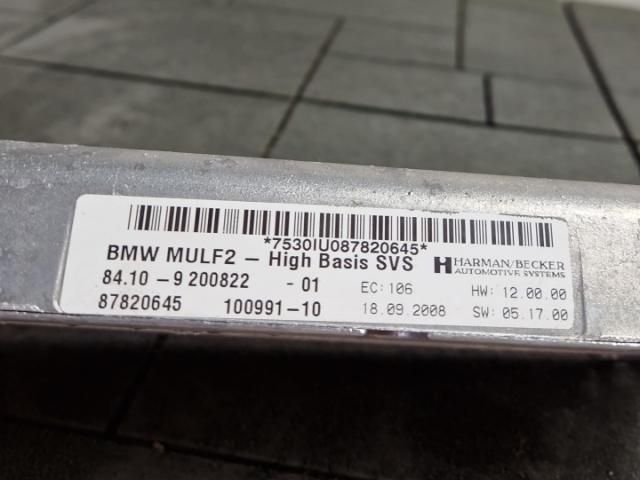 *7530IU087820645*
BMW MULF2 – High Basis SVS HARMAN/BECKER
AUTOMOTIVE SYSTEMS
84.10 – 9 200822 - 01 EC: 106 HW: 12.00.00
87820645 100991-10 18.09.2008 SW: 05.17.00